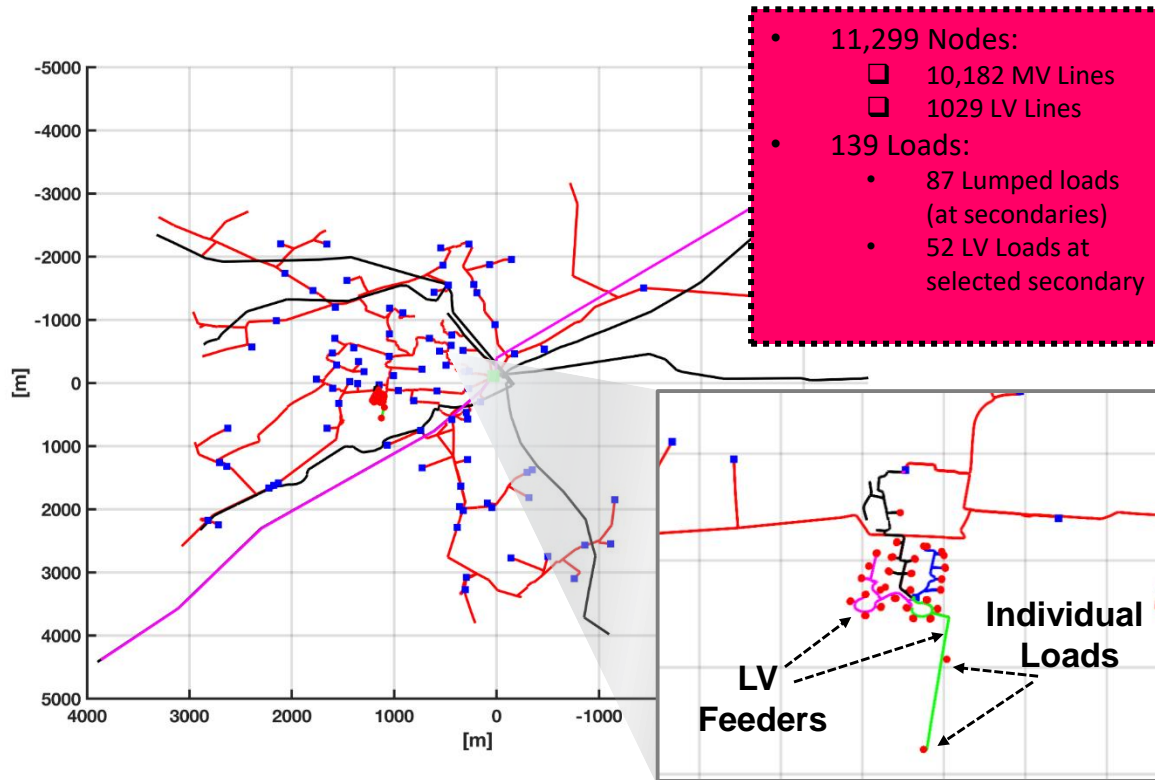 • 11,299 Nodes:
❑ 10,182 MV Lines
❑ 1029 LV Lines
• 139 Loads:
• 87 Lumped loads
(at secondaries)
• 52 LV Loads at
selected secondary
-5000
-4000
-3000
-2000
-1000
0
1000
2000
3000
4000
5000
[m]
4000 3000 2000 1000 0 -1000
[m]
Individual
Loads
LV
Feeders